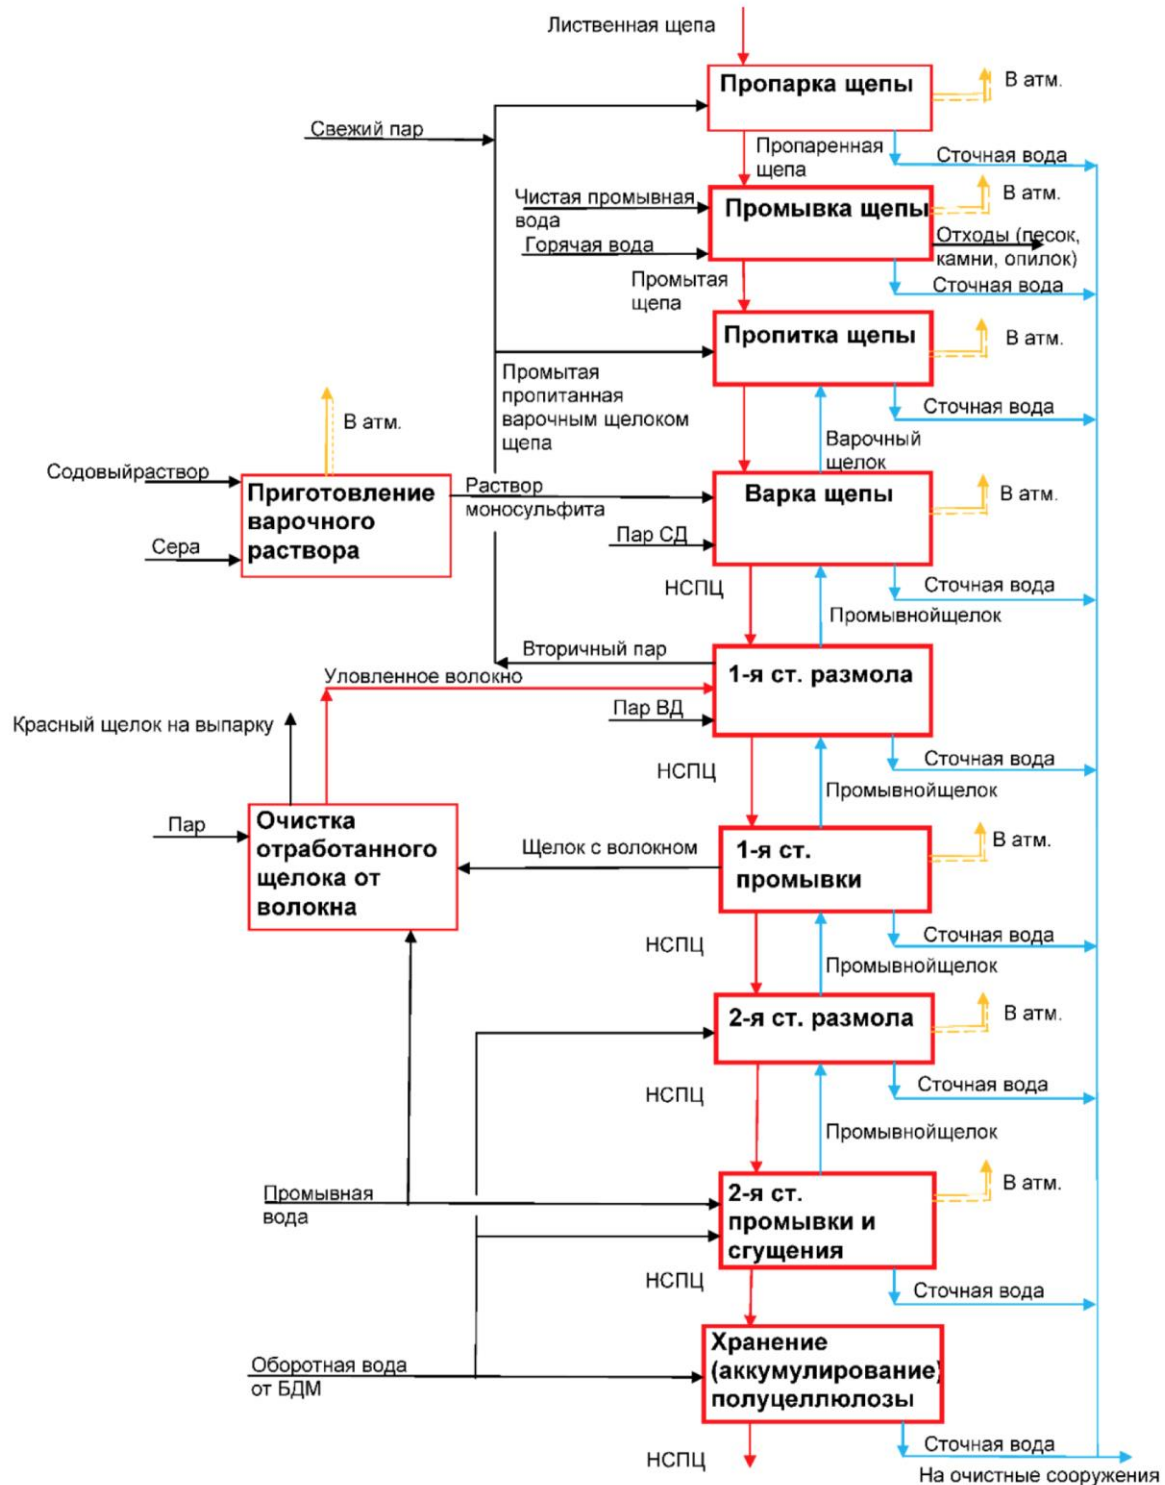 Лиственная щепа
Пропарка щепы
В атм.
Свежий пар
Пропаренная
щепа
Сточная вода
Чистая промывная
вода
Горячая вода
Промывка щепы
В атм.
Отходы (песок,
камни, опилок)
Промытая
щепа
Сточная вода
Пропитка щепы
В атм.
Промытая
пропитанная
варочным щелоком
щепа
Сточная вода
Варочный
щелок
В атм.
Содовыйраствор
Сера
Приготовление
варочного
раствора
Раствор
моносульфита
Пар СД
Варка щепы
В атм.
НСПЦ
Сточная вода
Промывнойщелок
Вторичный пар
Уловленное волокно
Пар ВД
1-я ст. размола
Красный щелок на выпарку
НСПЦ
Сточная вода
Промывнойщелок
Пар
Очистка
отработанного
щелока от
волокна
Щелок с волокном
1-я ст.
промывки
В атм.
НСПЦ
Сточная вода
Промывнойщелок
2-я ст. размола
В атм.
НСПЦ
Сточная вода
Промывнойщелок
Промывная
вода
2-я ст.
промывки и
сгущения
В атм.
НСПЦ
Сточная вода
Оборотная вода
от БДМ
Хранение
(аккумулирование)
полуцеллюлозы
НСПЦ
Сточная вода
На очистные сооружения